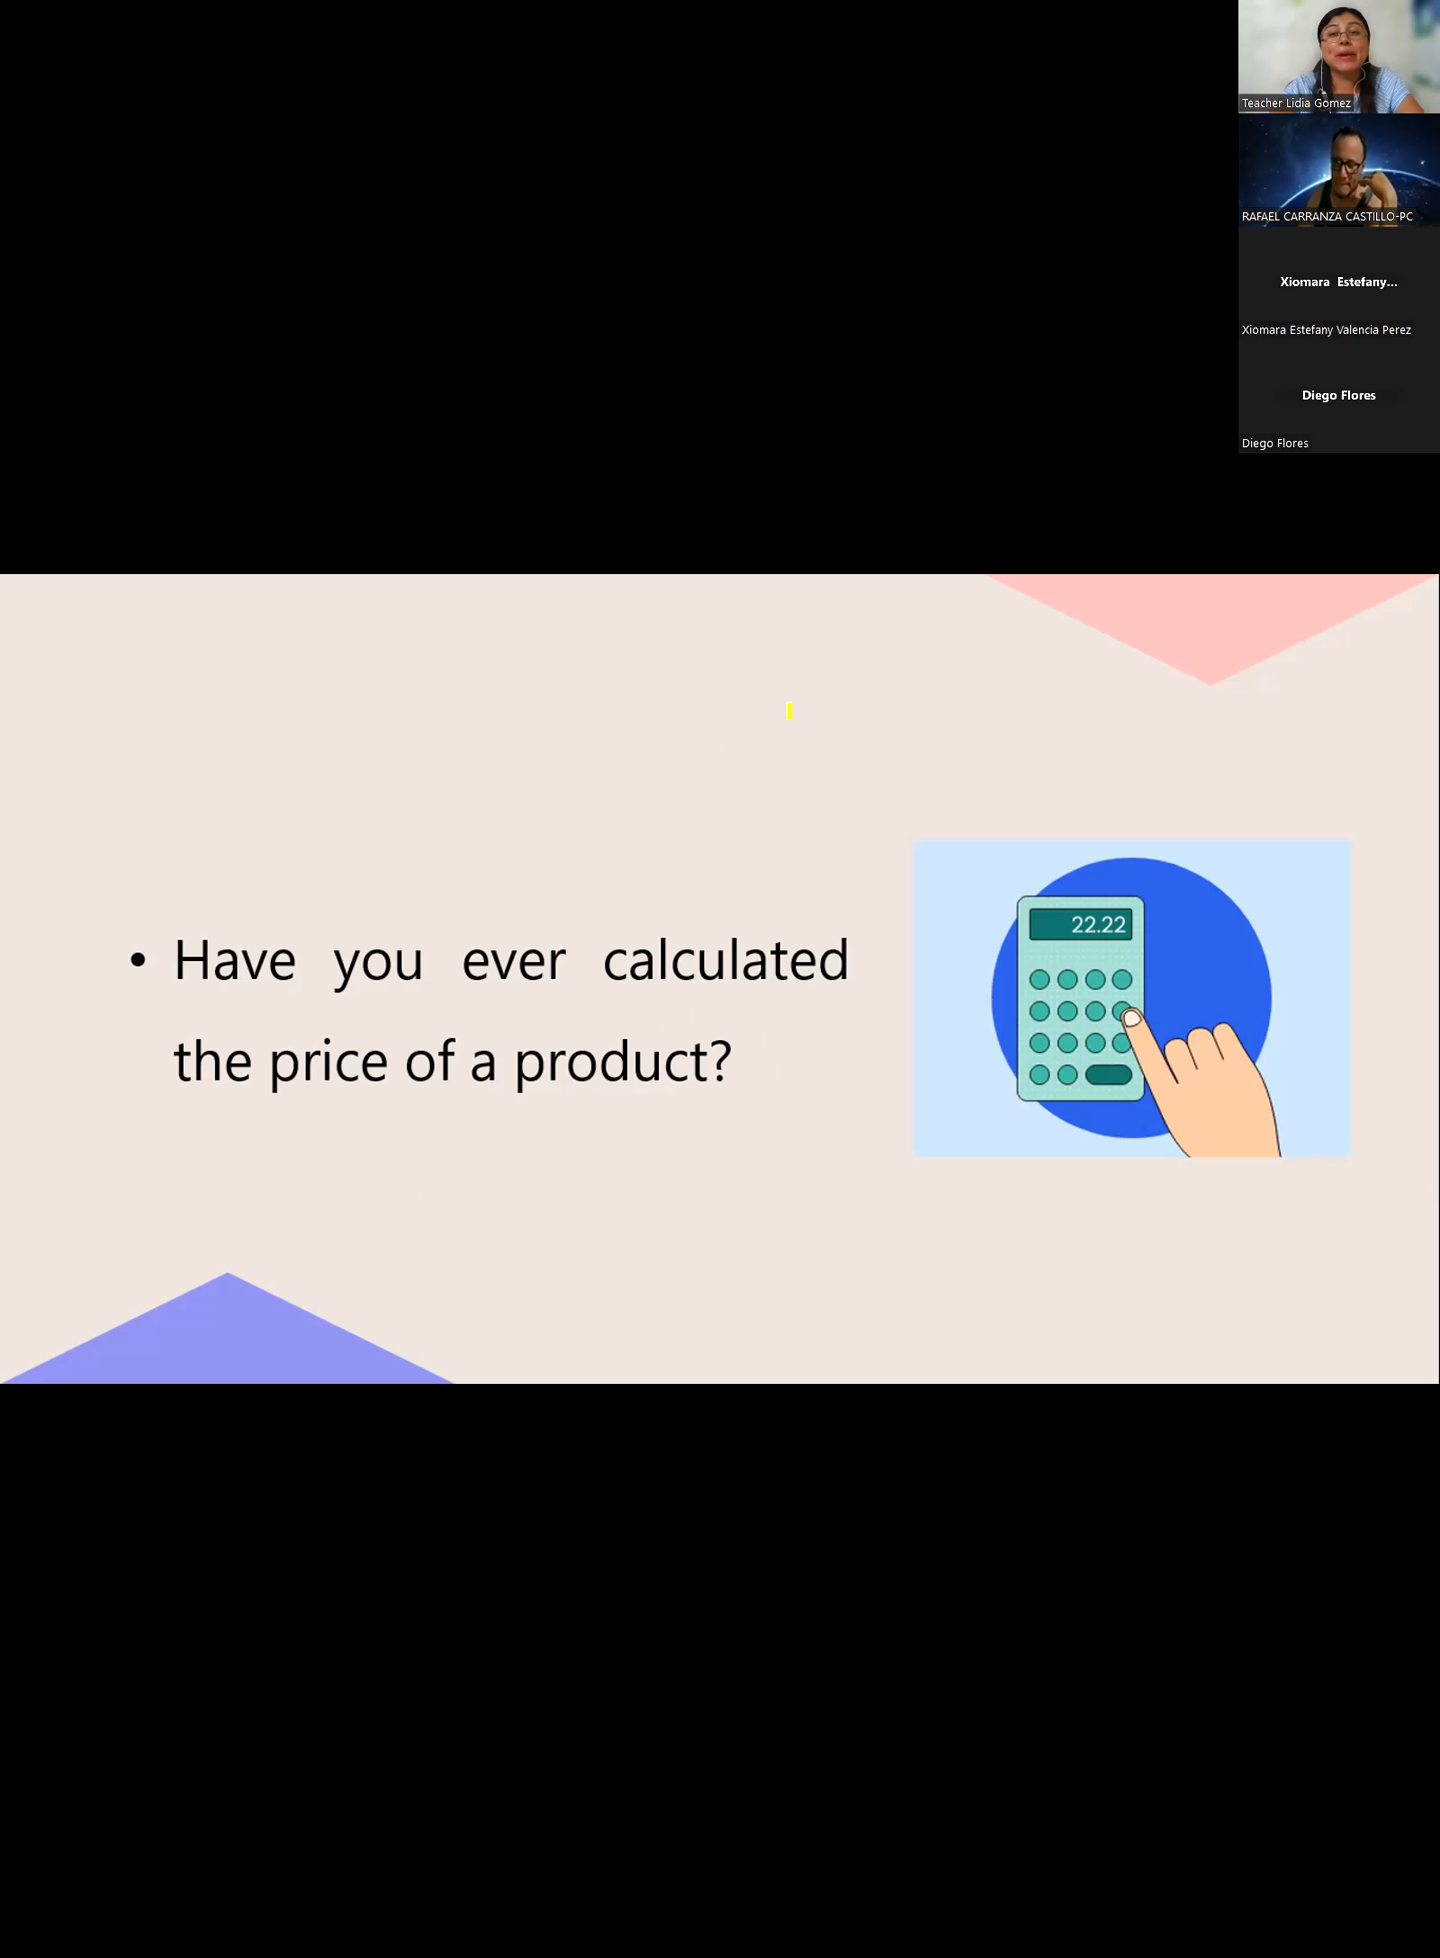 Teacher Lidia Gomez
RAFAEL CARRANZA CASTILLO-PC
Xiomara Estefany...
Xiomara Estefany Valencia Perez
Diego Flores
Diego Flores
• Have you ever calculated
the price of a product?
22.22